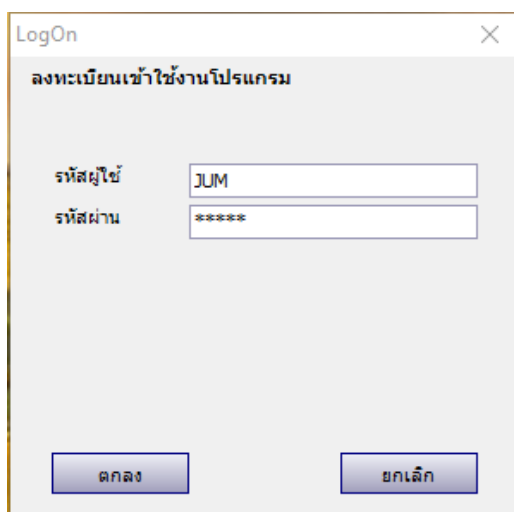 LogOn
ลงทะเบียนเข้าใช้งานโปรแกรม
รหัสผู้ใช้ JUM
รหัสผ่าน *****
ตกลง ยกเลิก